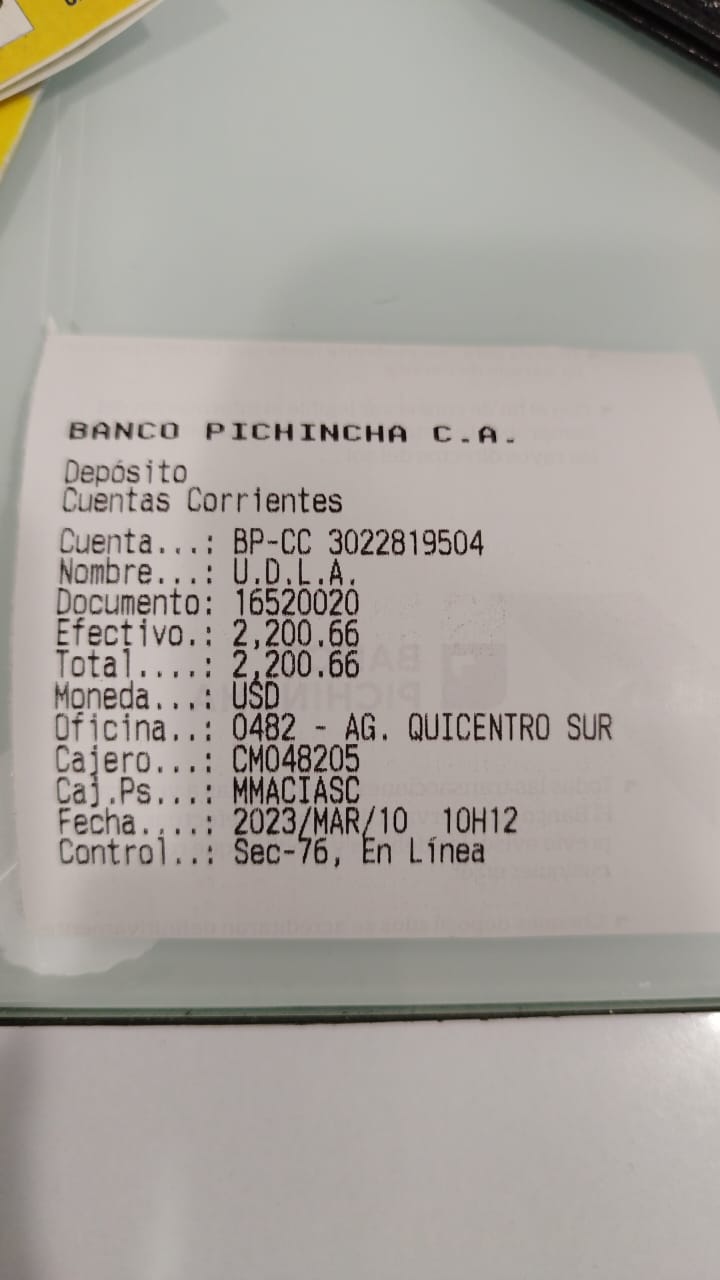 BANCO PICHINCHA C.A.
Depósito
Cuentas Corrientes
Cuenta...: BP-CC 3022819504
Nombre...: U.D.L.A.
Documento: 16520020
Efectivo.: 2,200.66
Total....: 2,200.66
Moneda...: USD
Oficina..: 0482 - AG. QUICENTRO SUR
Cajero...: CM048205
Caj.Ps...: MMACIASC
Fecha....: 2023/MAR/10 10H12
Control..: Sec-76, En Línea